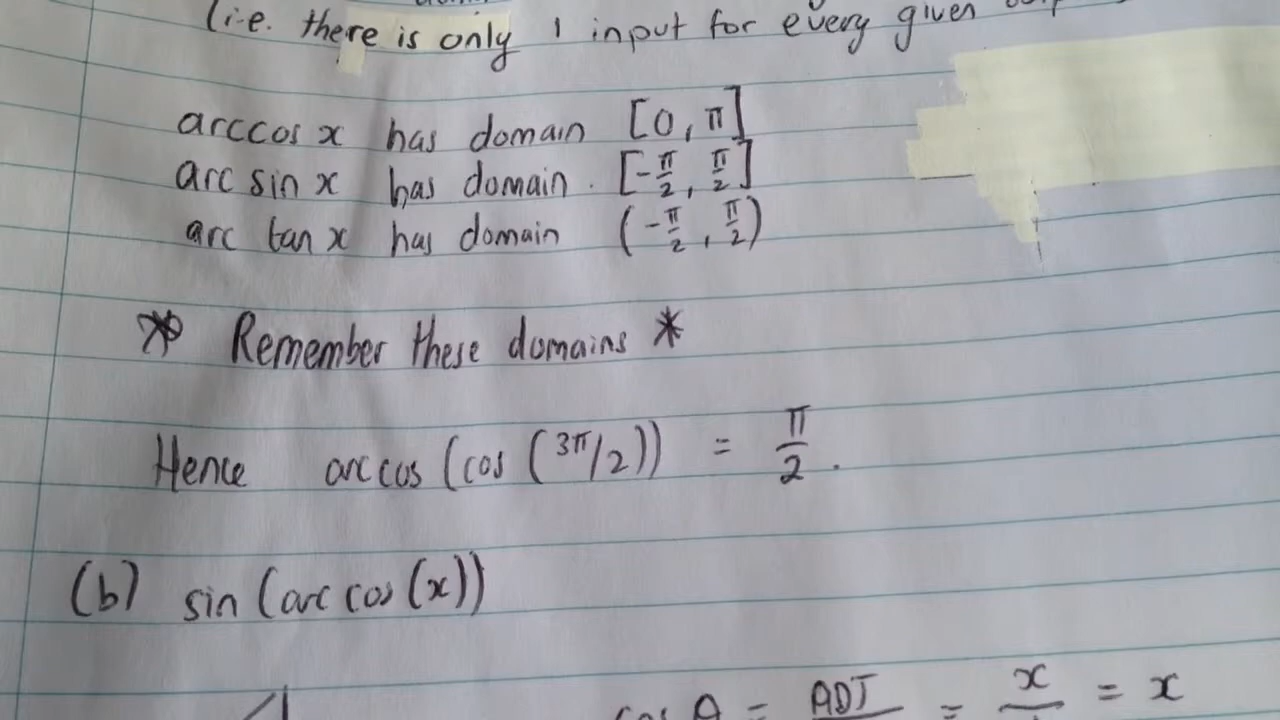 (i.e. there is only 1 input for every given
arccos x has domain [0, π]
arc sin x has domain. [-π/2, π/2]
arc tan x has domain (-π/2, π/2)
* Remember these domains *
Hence arccos (cos (3π/2)) = π/2.
(b) sin (arc cos (x))
cos A = ADJ = x = x